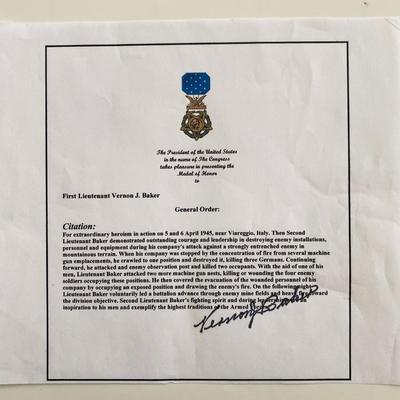 The President of the United States
in the name of The Congress
takes pleasure in presenting the
Medal of Honor
to
First Lieutenant Vernon J. Baker
General Order:
Citation:
For extraordinary heroism in action on 5 and 6 April 1945, near Viareggio, Italy. Then Second
Lieutenant Baker demonstrated outstanding courage and leadership in destroying enemy installations,
personnel and equipment during his company's attack against a strongly entrenched enemy in
mountainous terrain. When his company was stopped by the concentration of fire from several machine
gun emplacements, he crawled to one position and destroyed it, killing three Germans. Continuing
forward, he attacked and enemy observation post and killed two occupants. With the aid of one of his
men, Lieutenant Baker attacked two more machine gun nests, killing or wounding the four enemy
soldiers occupying these positions. He then covered the evacuation of the wounded personnel of his
company by occupying an exposed position and drawing the enemy's fire. On the following night
Lieutenant Baker voluntarily led a battalion advance through enemy mine fields and heavy fire toward
the division objective. Second Lieutenant Baker's fighting spirit and daring leadership were an
inspiration to his men and exemplify the highest traditions of the Armed Forces.
Vernon J Baker